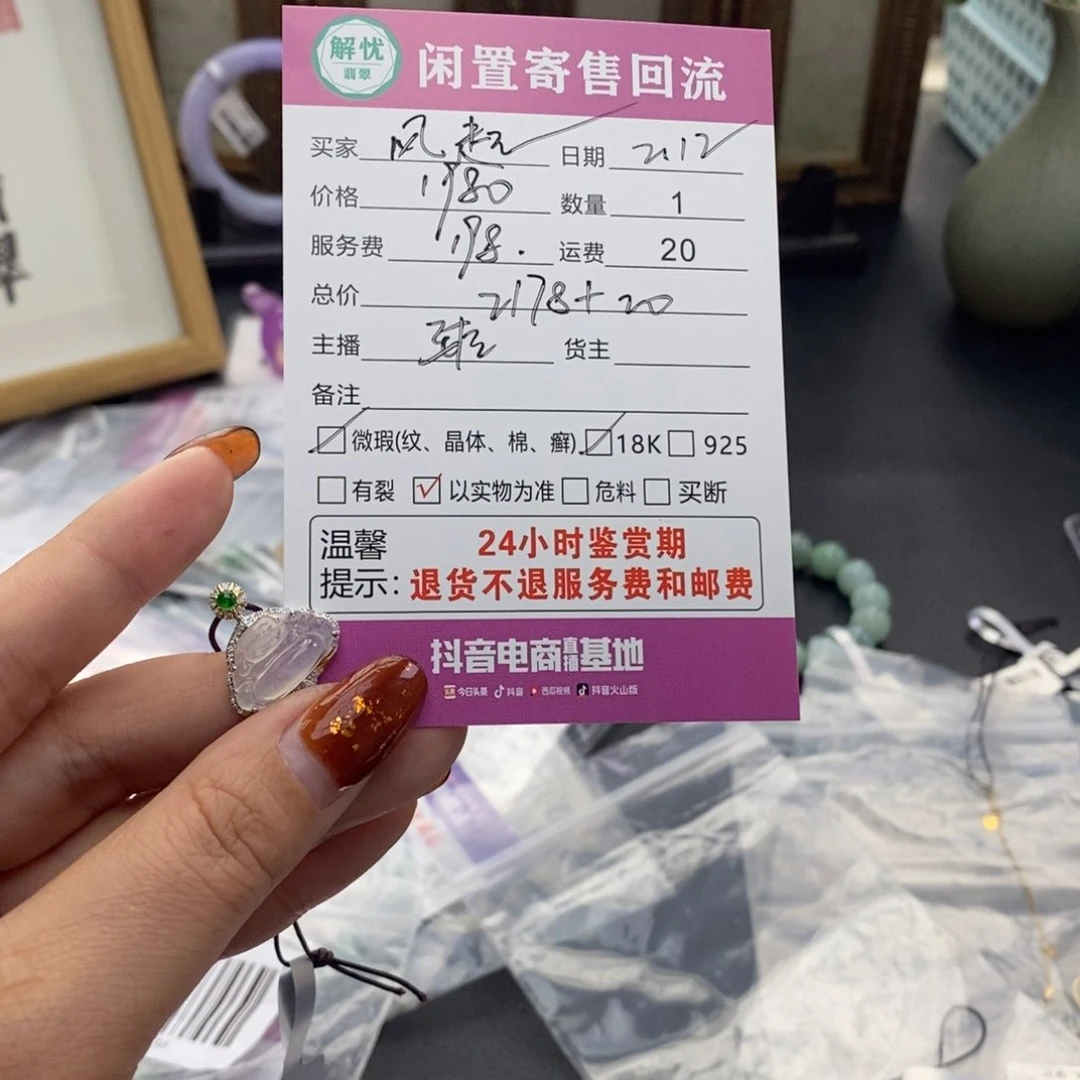 解忧
翡翠
闲置寄售回流
买家 风起 日期 2.12
价格 1980 数量 1
服务费 198. 运费 20
总价 2178+20
主播 货主
备注
微瑕(纹、晶体、棉、癣) 18K 925
有裂 以实物为准 危料 买断
温馨提示: 24小时鉴赏期
退货不退服务费和邮费
抖音电商直播基地
今日头条 抖音 西瓜视频 抖音火山版
翠